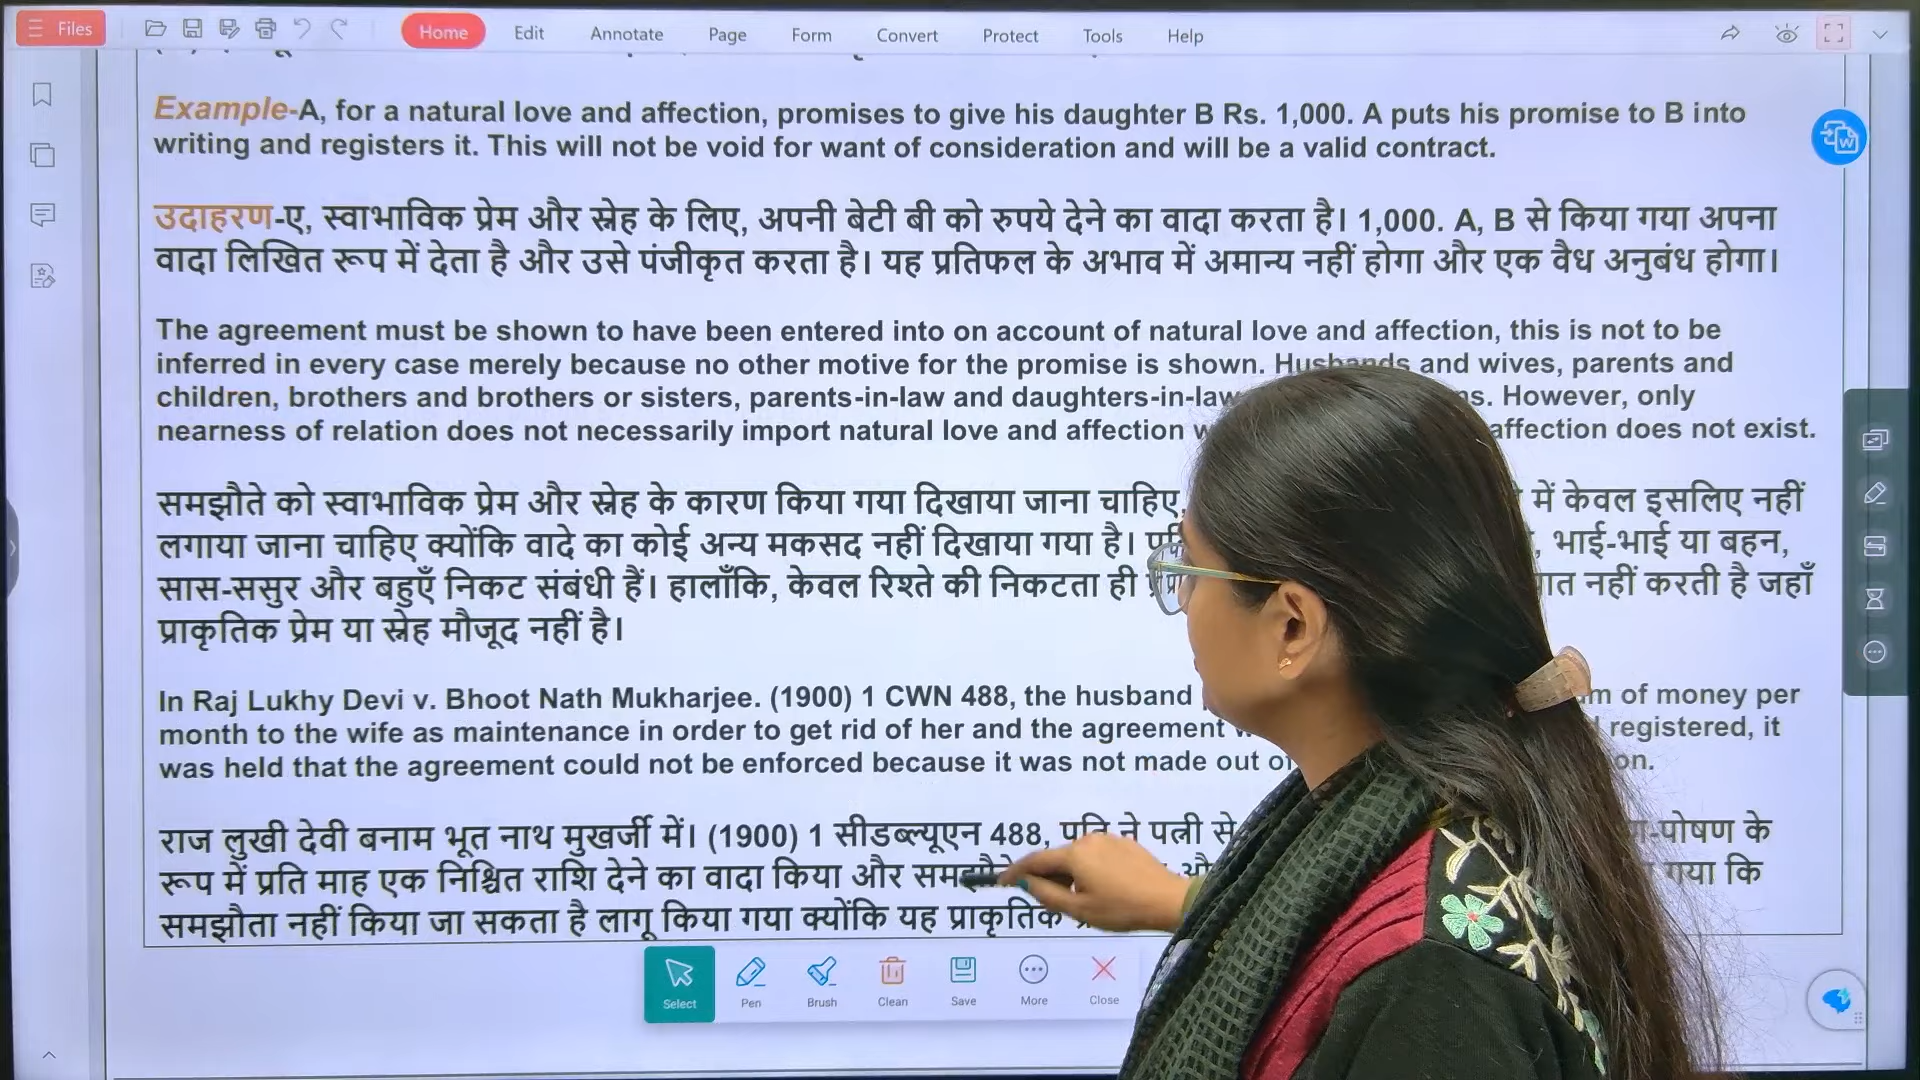 Files
Home Edit Annotate Page Form Convert Protect Tools Help
Example-A, for a natural love and affection, promises to give his daughter B Rs. 1,000. A puts his promise to B into
writing and registers it. This will not be void for want of consideration and will be a valid contract.
उदाहरण-ए, स्वाभाविक प्रेम और स्नेह के लिए, अपनी बेटी बी को रुपये देने का वादा करता है। 1,000. A, B से किया गया अपना
वादा लिखित रूप में देता है और उसे पंजीकृत करता है। यह प्रतिफल के अभाव में अमान्य नहीं होगा और एक वैध अनुबंध होगा।
The agreement must be shown to have been entered into on account of natural love and affection, this is not to be
inferred in every case merely because no other motive for the promise is shown. Husbands and wives, parents and
children, brothers and brothers or sisters, parents-in-law and daughters-in-law However, only
nearness of relation does not necessarily import natural love and affection affection does not exist.
समझौते को स्वाभाविक प्रेम और स्नेह के कारण किया गया दिखाया जाना चाहिए, में केवल इसलिए नहीं
लगाया जाना चाहिए क्योंकि वादे का कोई अन्य मकसद नहीं दिखाया गया है। भाई-भाई या बहन,
सास-ससुर और बहुएँ निकट संबंधी हैं। हालाँकि, केवल रिश्ते की निकटता ही नहीं करती है जहाँ
प्राकृतिक प्रेम या स्नेह मौजूद नहीं है।
In Raj Lukhy Devi v. Bhoot Nath Mukharjee. (1900) 1 CWN 488, the husband of money per
month to the wife as maintenance in order to get rid of her and the agreement registered, it
was held that the agreement could not be enforced because it was not made out
राज लुखी देवी बनाम भूत नाथ मुखर्जी में। (1900) 1 सीडब्ल्यूएन 488, पति ने पत्नी से के
रूप में प्रति माह एक निश्चित राशि देने का वादा किया और गया कि
समझौता नहीं किया जा सकता है लागू किया गया क्योंकि यह प्राकृतिक
Select Pen Brush Clean Save More Close